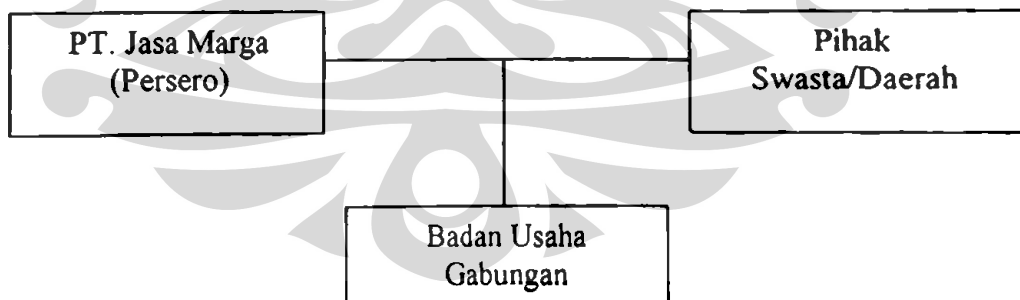 PT. Jasa Marga
(Persero)
Pihak
Swasta/Daerah
Badan Usaha
Gabungan